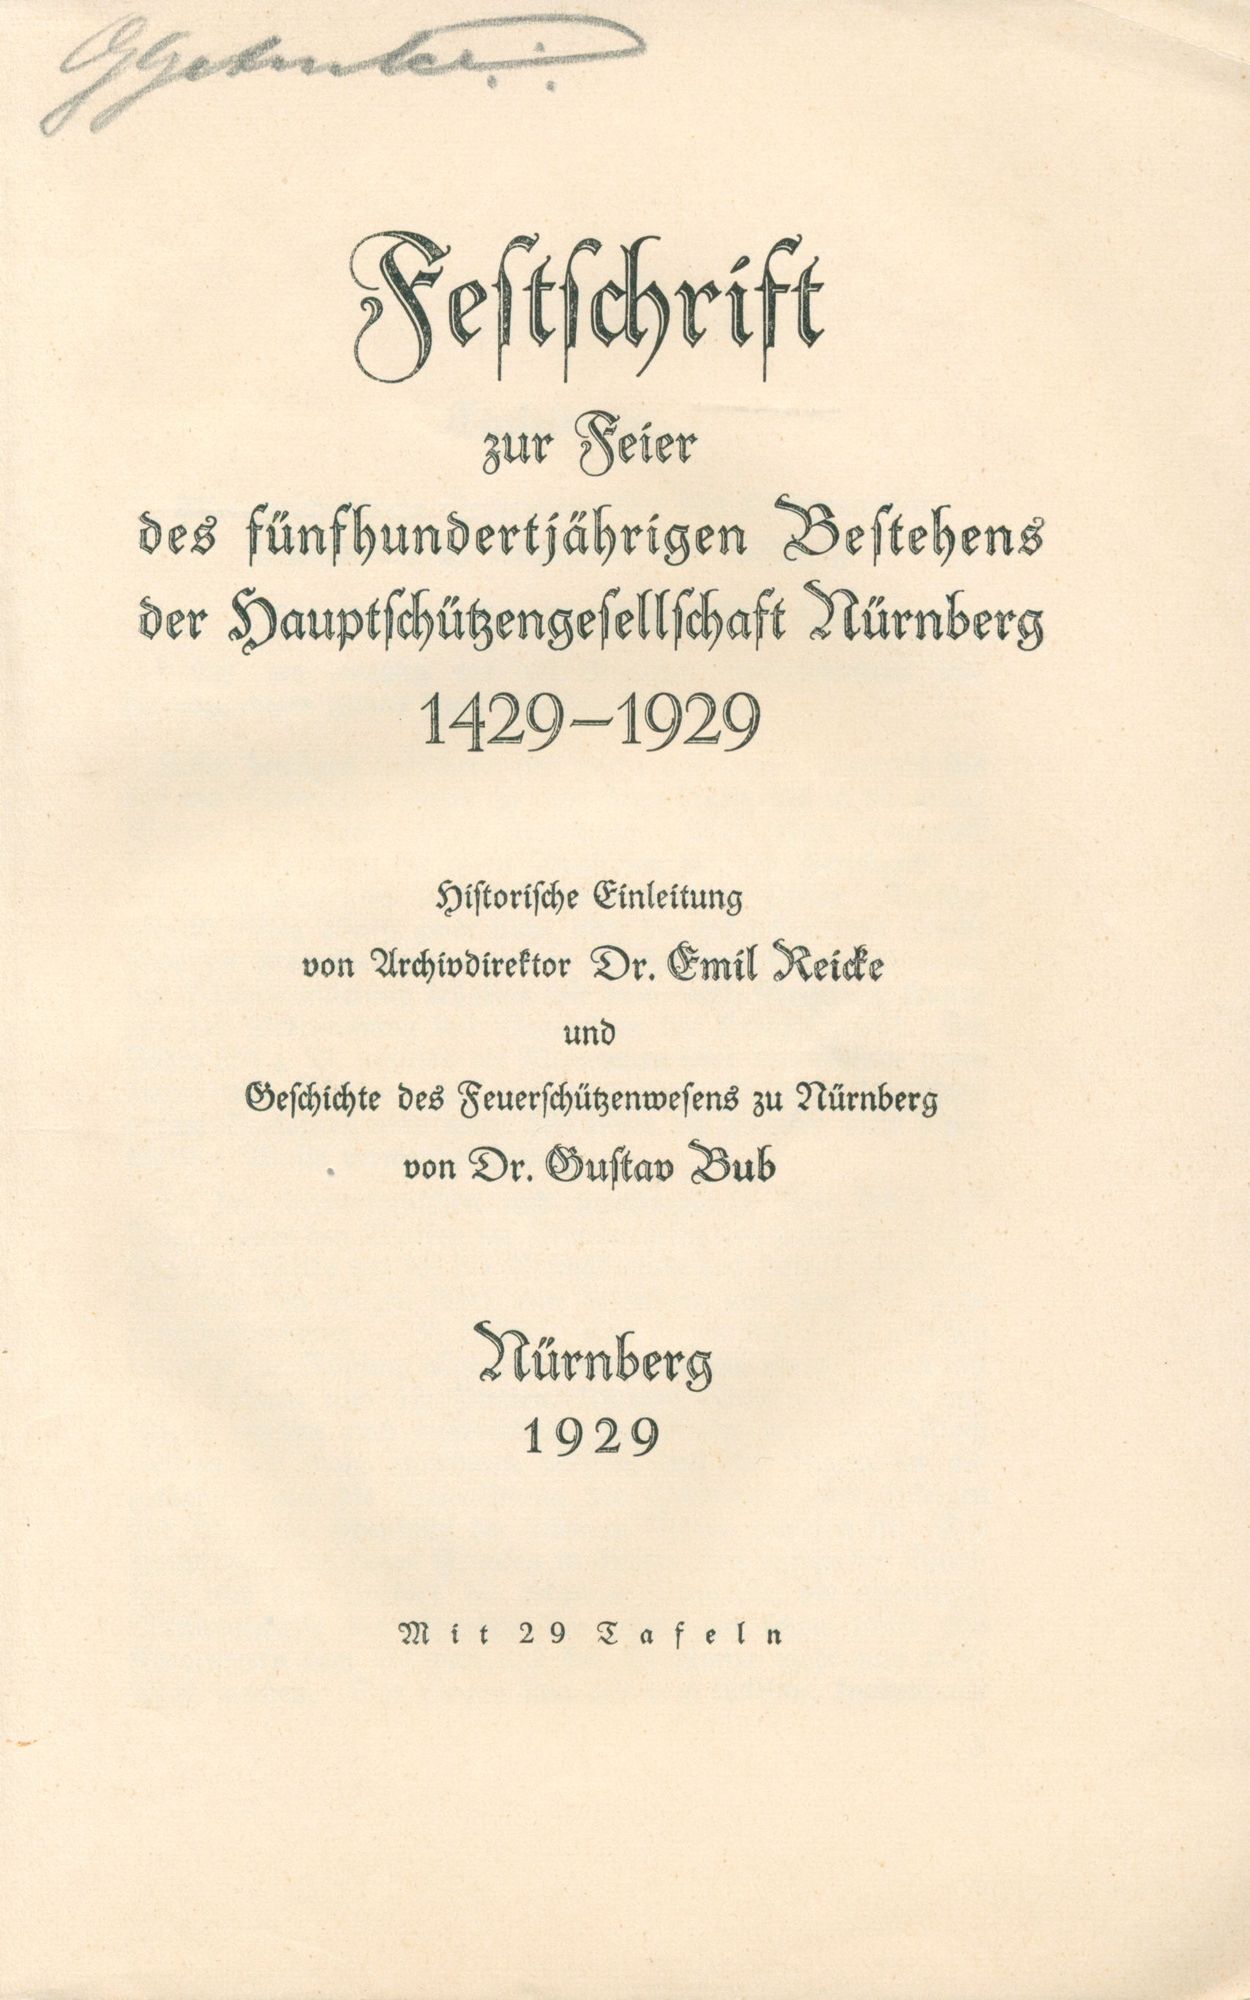 Festschrift
zur Feier
des fünfhundertjährigen Bestehens
der Hauptschützengesellschaft Nürnberg
1429–1929
Historische Einleitung
von Archivdirektor Dr. Emil Reicke
und
Geschichte des Feuerschützenwesens zu Nürnberg
von Dr. Gustav Bub
Nürnberg
1929
Mit 29 Tafeln